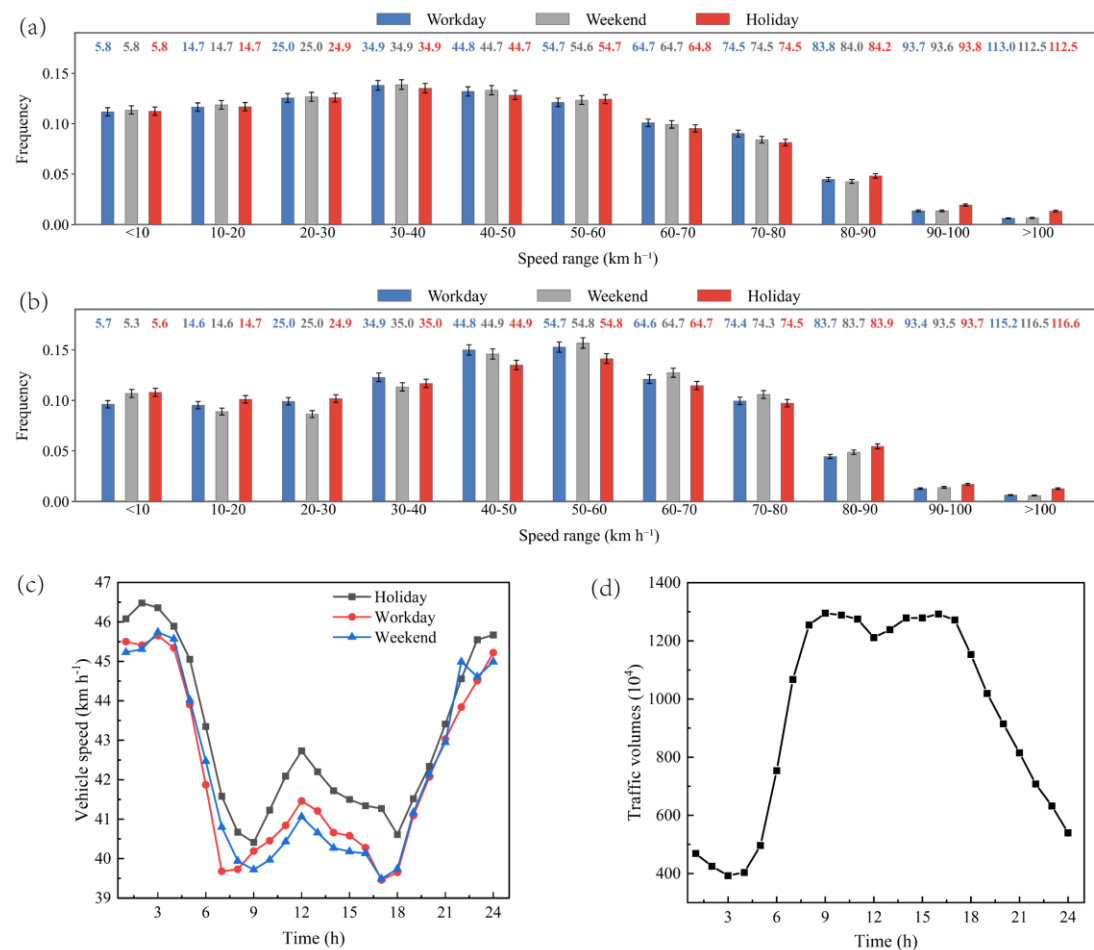 (a)
Workday Weekend Holiday
5.8 5.8 5.8 14.7 14.7 14.7 25.0 25.0 24.9 34.9 34.9 34.9 44.8 44.7 44.7 54.7 54.6 54.7 64.7 64.7 64.8 74.5 74.5 74.5 83.8 84.0 84.2 93.7 93.6 93.8 113.0 112.5 112.5
0.15
0.10
0.05
0.00
Frequency
<10 10-20 20-30 30-40 40-50 50-60 60-70 70-80 80-90 90-100 >100
Speed range (km h⁻¹)
(b)
Workday Weekend Holiday
5.7 5.3 5.6 14.6 14.6 14.7 25.0 25.0 24.9 34.9 35.0 35.0 44.8 44.9 44.9 54.7 54.8 54.8 64.6 64.7 64.7 74.4 74.3 74.5 83.7 83.7 83.9 93.4 93.5 93.7 115.2 116.5 116.6
0.15
0.10
0.05
0.00
Frequency
<10 10-20 20-30 30-40 40-50 50-60 60-70 70-80 80-90 90-100 >100
Speed range (km h⁻¹)
(c)
47
46
45
44
43
42
41
40
39
Vehicle speed (km h⁻¹)
Holiday
Workday
Weekend
3 6 9 12 15 18 21 24
Time (h)
(d)
1400
1200
1000
800
600
400
Traffic volumes (10⁴)
3 6 9 12 15 18 21 24
Time (h)